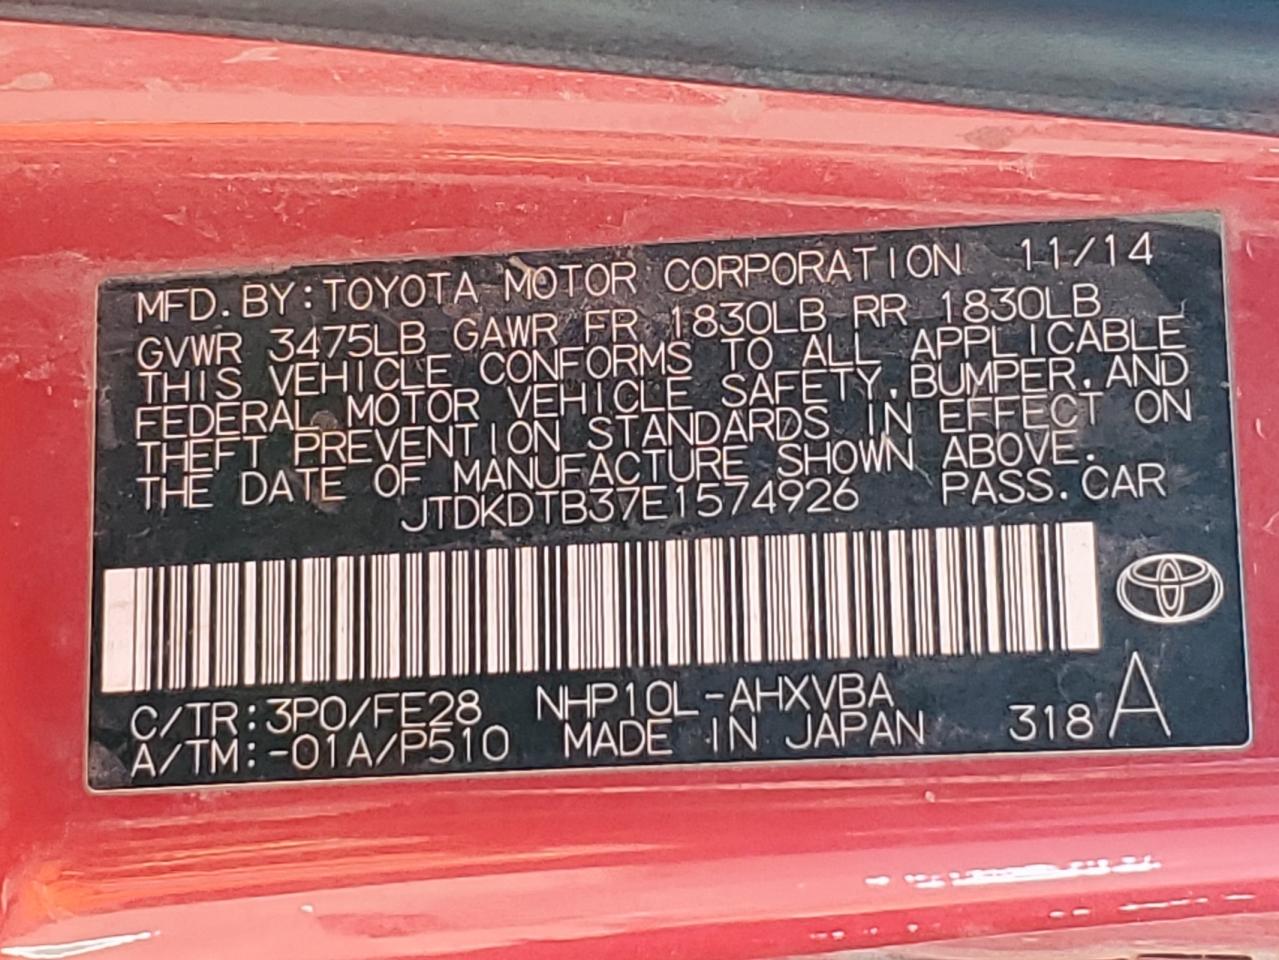 MFD. BY: TOYOTA MOTOR CORPORATION 11/14
GVWR 3475LB GAWR FR 1830LB RR 1830LB
THIS VEHICLE CONFORMS TO ALL APPLICABLE
FEDERAL MOTOR VEHICLE SAFETY, BUMPER, AND
THEFT PREVENTION STANDARDS IN EFFECT ON
THE DATE OF MANUFACTURE SHOWN ABOVE.
JTDKDTB37E1574926 PASS. CAR
C/TR: 3P0/FE28 NHP10L-AHXVBA
A/TM: -01A/P510 MADE IN JAPAN 318 A